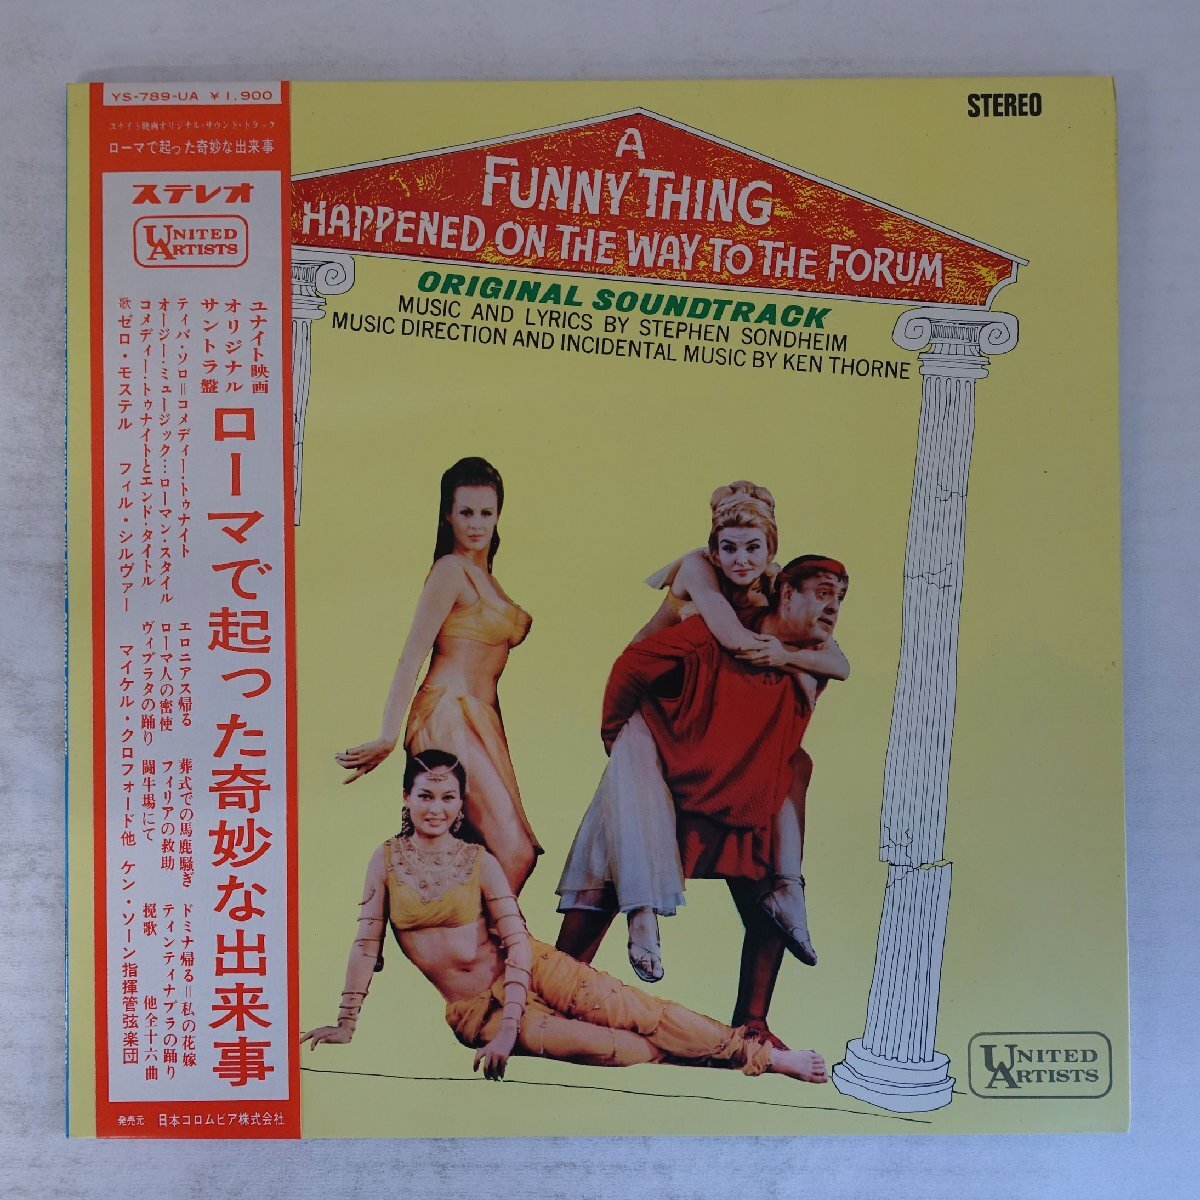 YS-789-UA ¥1,900
ユナイト映画オリジナル・サウンド・トラック
ローマで起った奇妙な出来事
ステレオ
UNITED
ARTISTS
ユナイト映画
オリジナル
サントラ盤
ローマで起った奇妙な出来事
ティバ・ソロ=コメディー・トゥナイト
オージー・ミュージック…ローマン・スタイル
コメディー・トゥナイトとエンド・タイトル
エロニアス帰る
ローマ人の密使
ヴィブラタの踊り
葬式での馬鹿騒ぎ
フィリアの救助
闘牛場にて
ドミナ帰る=私の花嫁
ティンティナブラの踊り
挽歌 他全十六曲
歌 ゼロ・モステル フィル・シルヴァー マイケル・クロフォード他 ケン・ソーン指揮管弦楽団
発売元 日本コロムビア株式会社
STEREO
A
FUNNY THING
HAPPENED ON THE WAY TO THE FORUM
ORIGINAL SOUNDTRACK
MUSIC AND LYRICS BY STEPHEN SONDHEIM
MUSIC DIRECTION AND INCIDENTAL MUSIC BY KEN THORNE
UNITED
ARTISTS